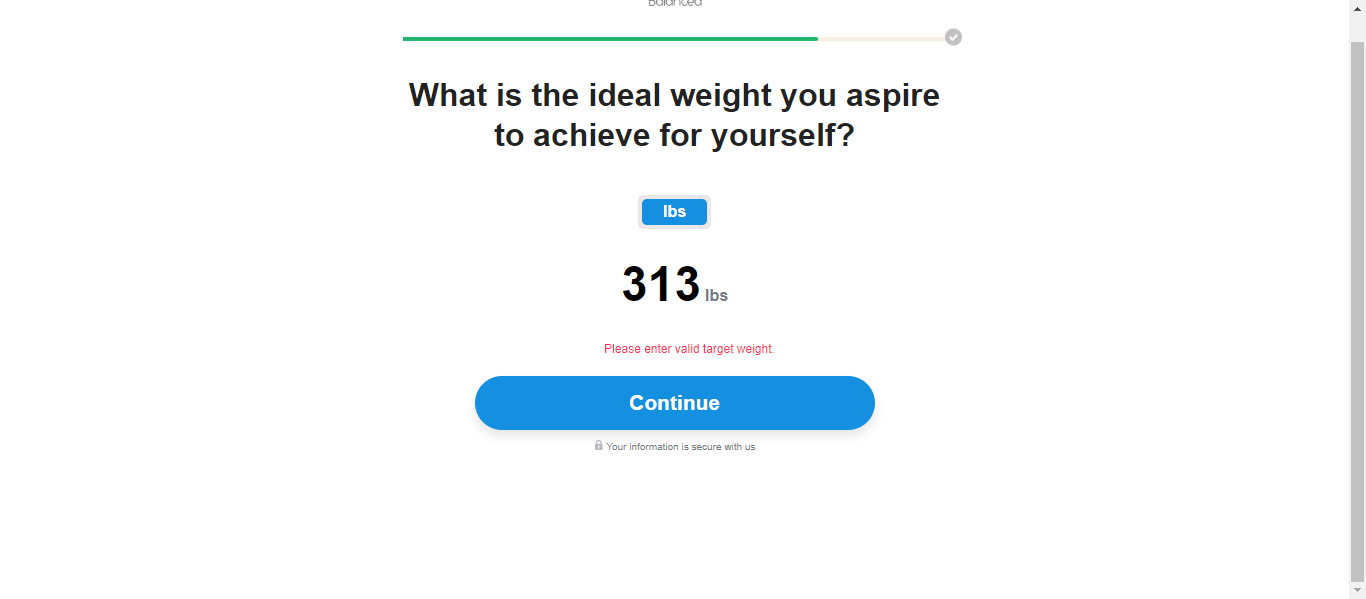 Balanced
What is the ideal weight you aspire
to achieve for yourself?
lbs
313 lbs
Please enter valid target weight.
Continue
Your information is secure with us